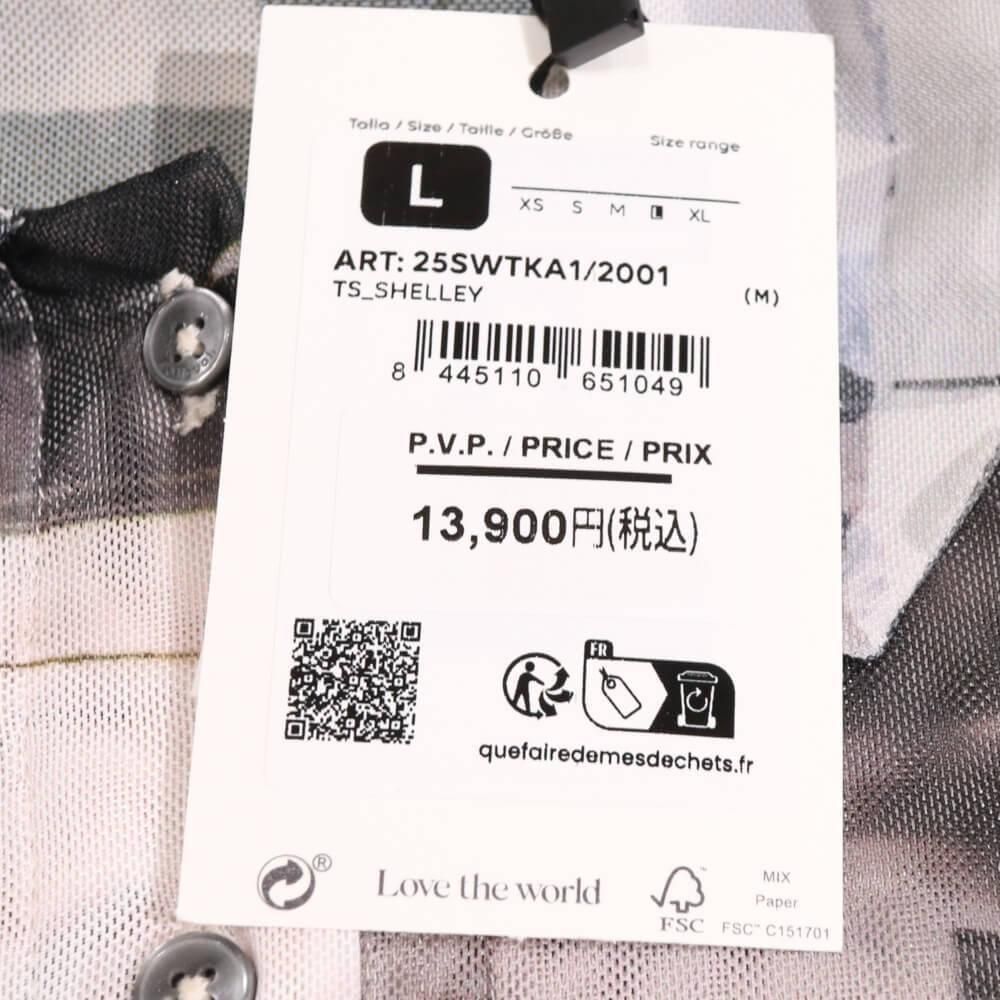 Talla / Size / Taille / Größe
Size range
L
XS S M L XL
ART: 25SWTKA1/2001
TS_SHELLEY
(M)
8 445110 651049
P.V.P. / PRICE / PRIX
13,900円(税込)
FR
quefairedemesdechets.fr
®
Love the world
FSC™
MIX
Paper
FSC™ C151701